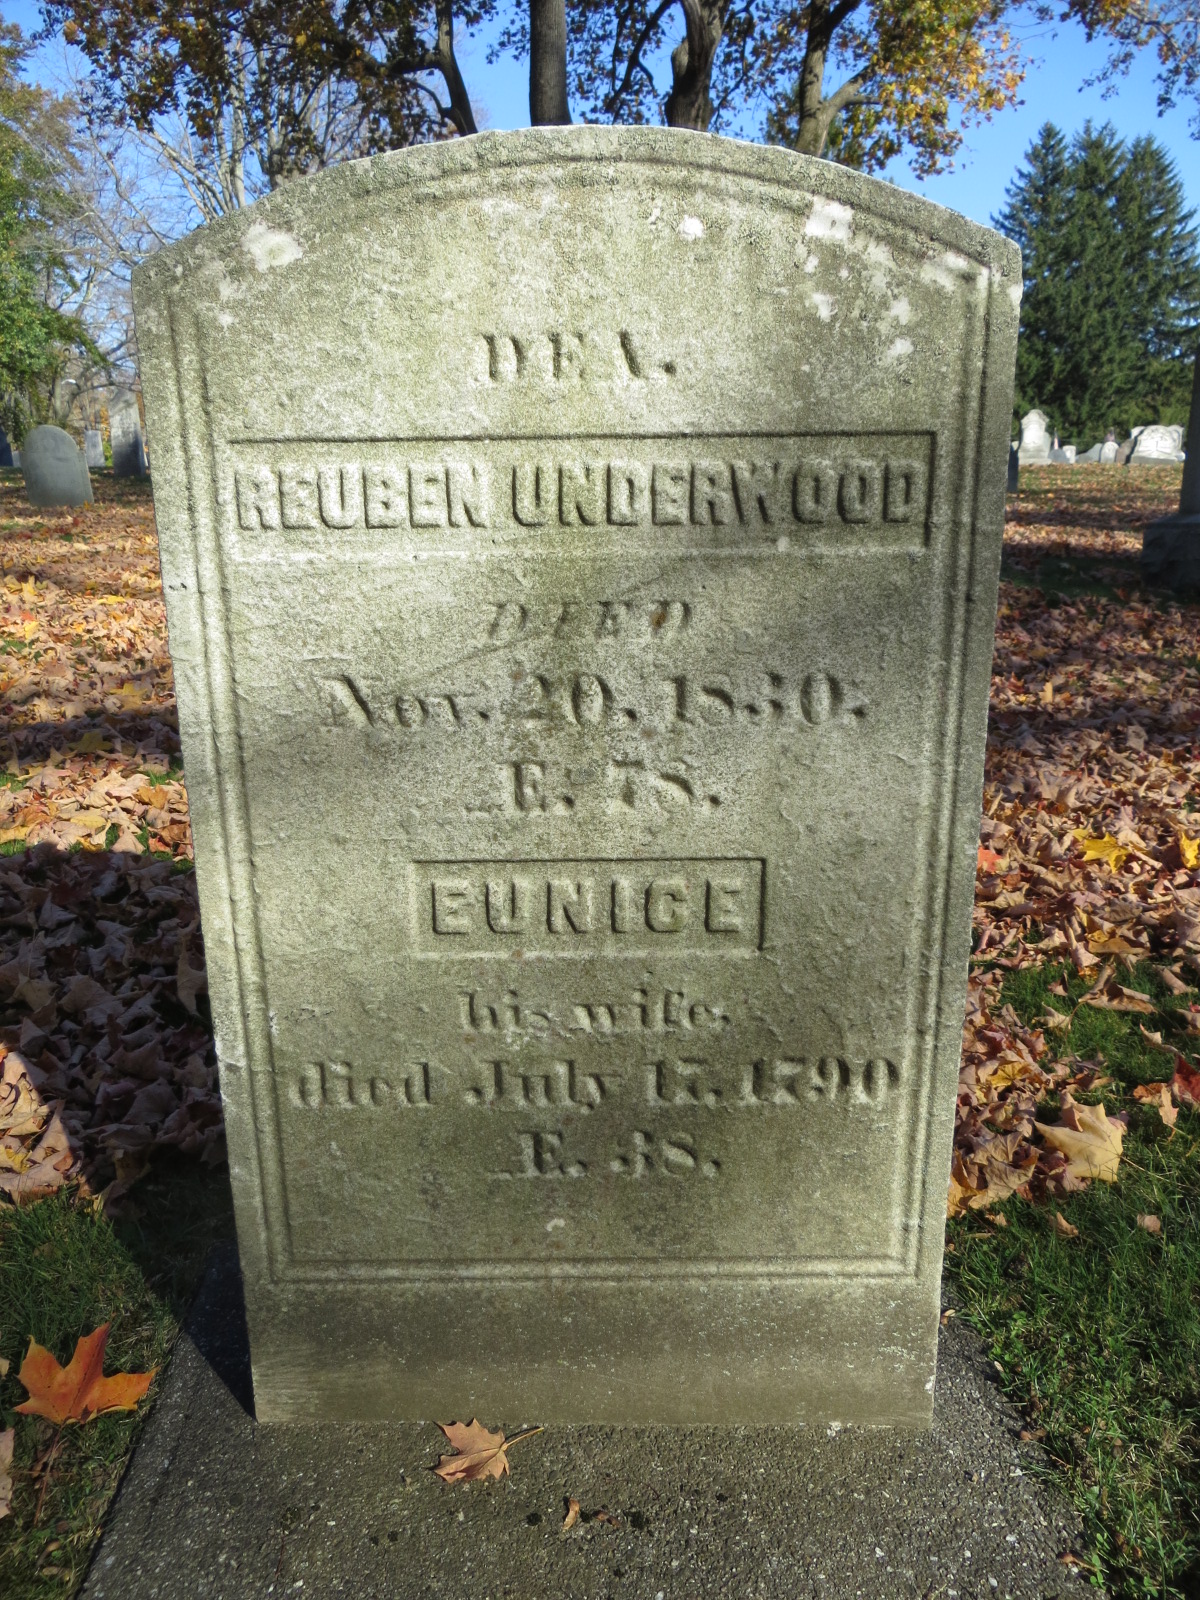 DEA.
REUBEN UNDERWOOD
DIED
Nov. 20. 1830.
Æ. 78.
EUNICE
his wife.
died July 17. 1790
Æ. 38.